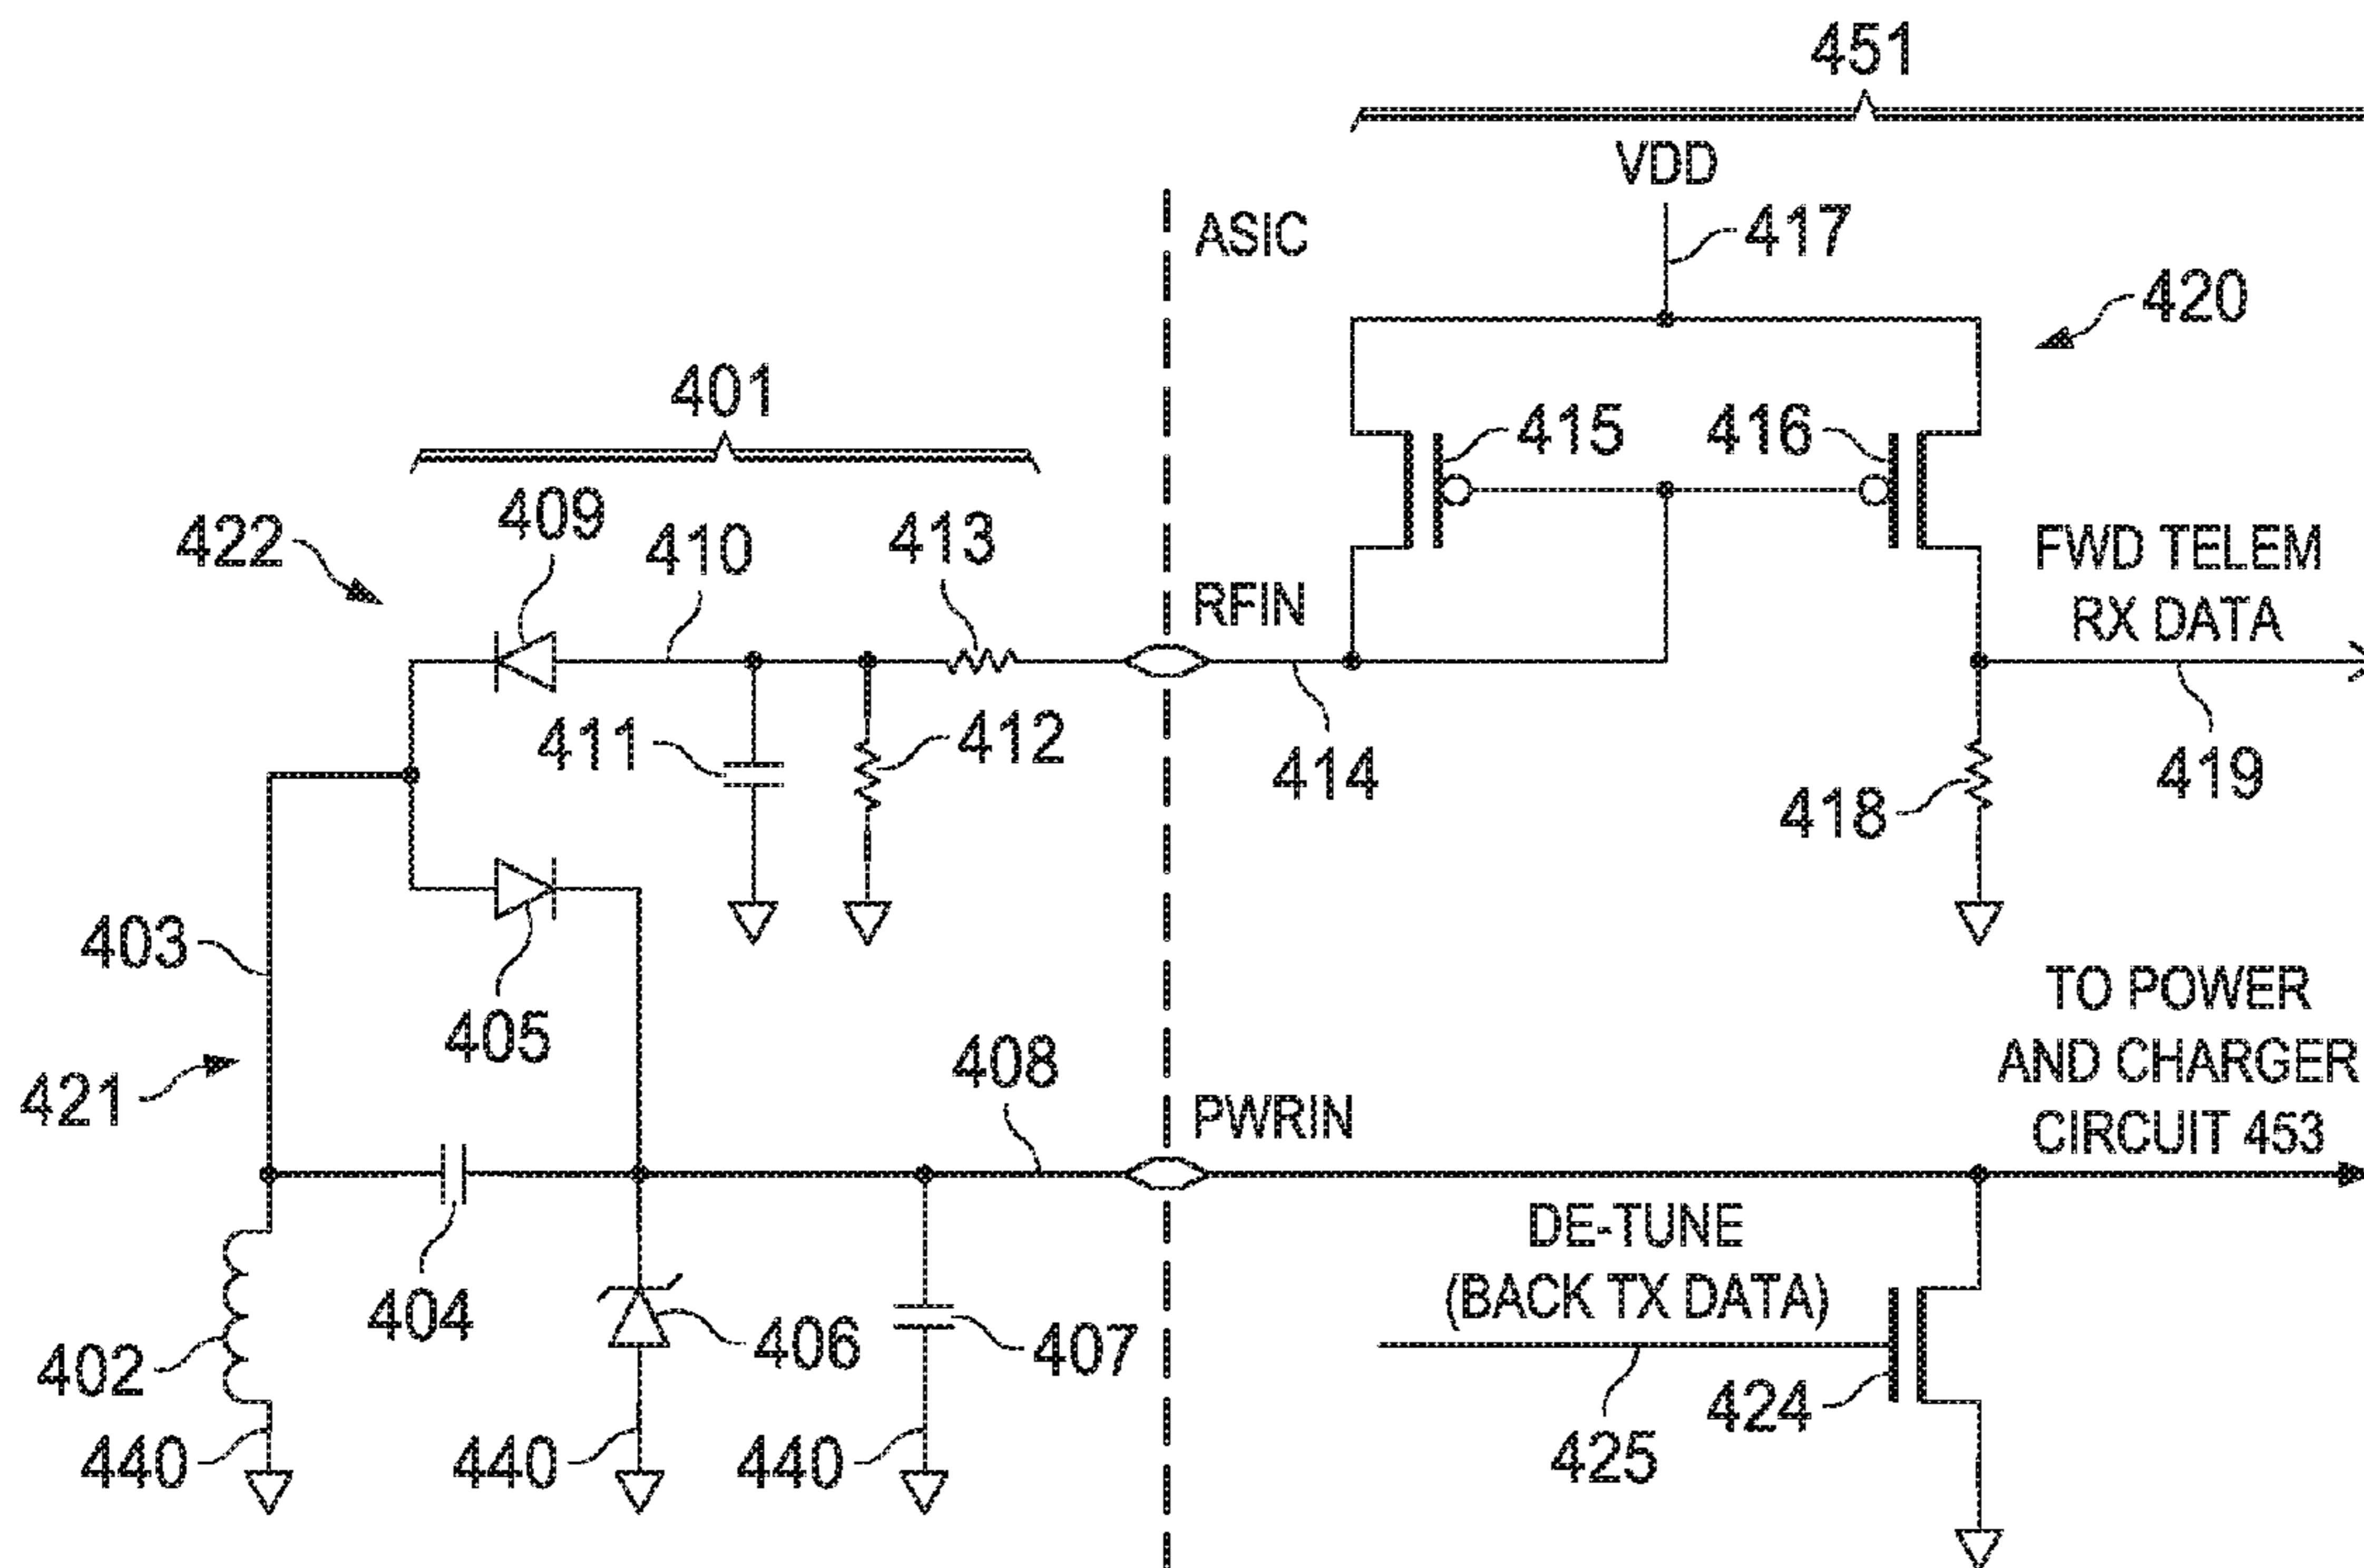 451
VDD
ASIC
417
420
401
415
416
409
422
410
413
RFIN
FWD TELEM
RX DATA
411
412
414
418
419
403
405
421
408
PWRIN
TO POWER
AND CHARGER
CIRCUIT 453
DE-TUNE
(BACK TX DATA)
404
402
406
407
424
425
440
440
440